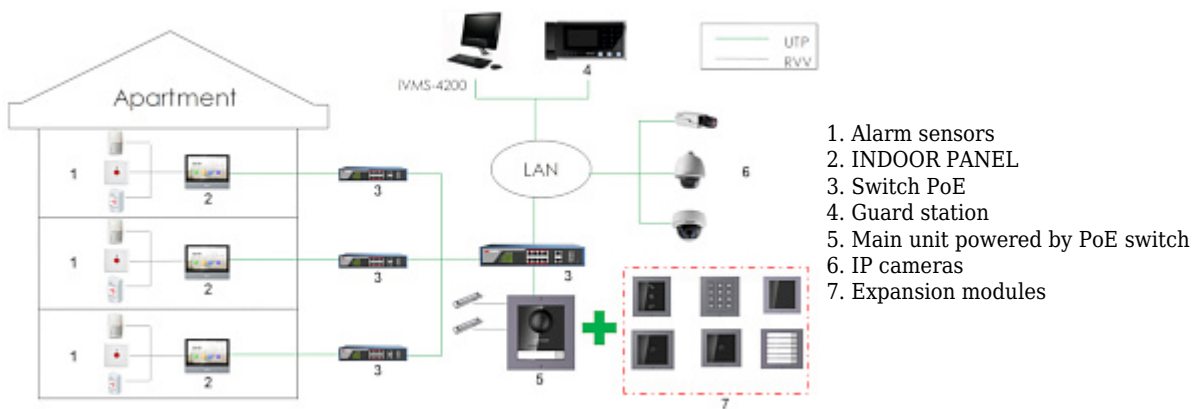 UTP
RVV
iVMS-4200
4
Apartment
1
2
3
LAN
6
1
2
3
3
1
2
3
5
7
1. Alarm sensors
2. INDOOR PANEL
3. Switch PoE
4. Guard station
5. Main unit powered by PoE switch
6. IP cameras
7. Expansion modules